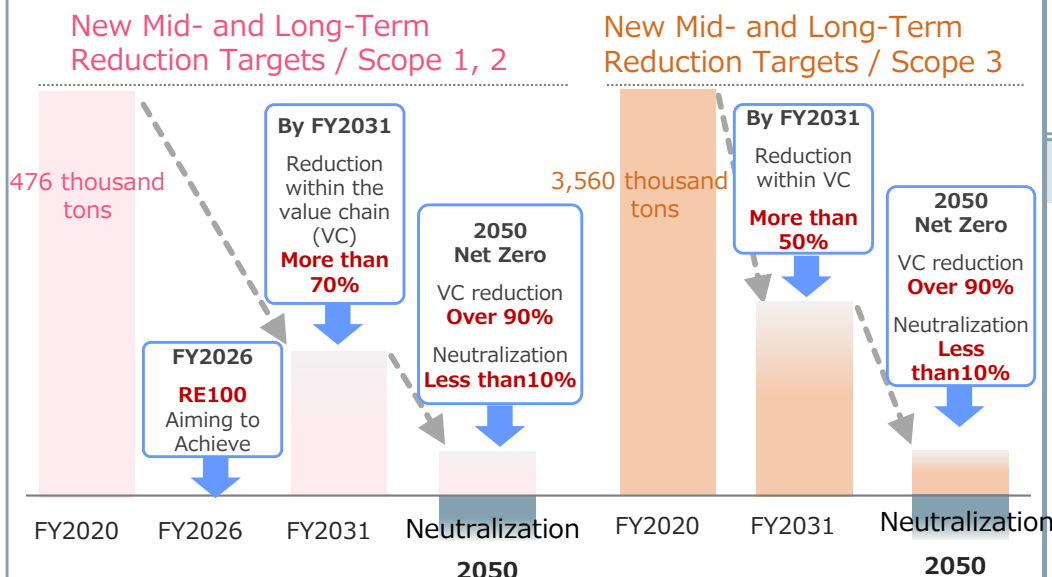 New Mid- and Long-Term
Reduction Targets / Scope 1, 2
476 thousand
tons
By FY2031
Reduction
within the
value chain
(VC)
More than
70%
FY2026
RE100
Aiming to
Achieve
2050
Net Zero
VC reduction
Over 90%
Neutralization
Less than10%
FY2020
FY2026
FY2031
Neutralization
2050
New Mid- and Long-Term
Reduction Targets / Scope 3
3,560 thousand
tons
By FY2031
Reduction
within VC
More than
50%
2050
Net Zero
VC reduction
Over 90%
Neutralization
Less
than10%
FY2020
FY2031
Neutralization
2050